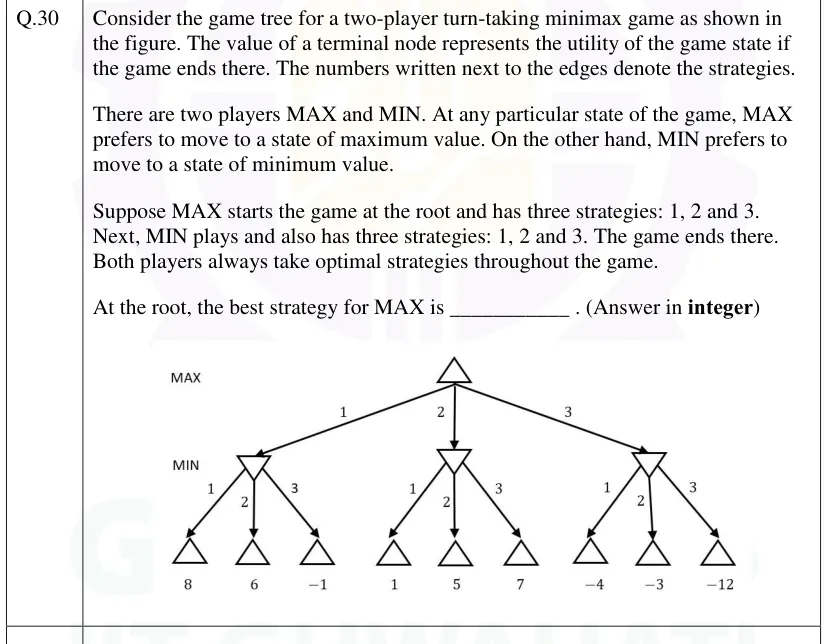 Q.30
Consider the game tree for a two-player turn-taking minimax game as shown in
the figure. The value of a terminal node represents the utility of the game state if
the game ends there. The numbers written next to the edges denote the strategies.
There are two players MAX and MIN. At any particular state of the game, MAX
prefers to move to a state of maximum value. On the other hand, MIN prefers to
move to a state of minimum value.
Suppose MAX starts the game at the root and has three strategies: 1, 2 and 3.
Next, MIN plays and also has three strategies: 1, 2 and 3. The game ends there.
Both players always take optimal strategies throughout the game.
At the root, the best strategy for MAX is ___________ . (Answer in integer)
MAX
1 2 3
MIN
1 2 3 1 2 3 1 2 3
8 6 −1 1 5 7 −4 −3 −12